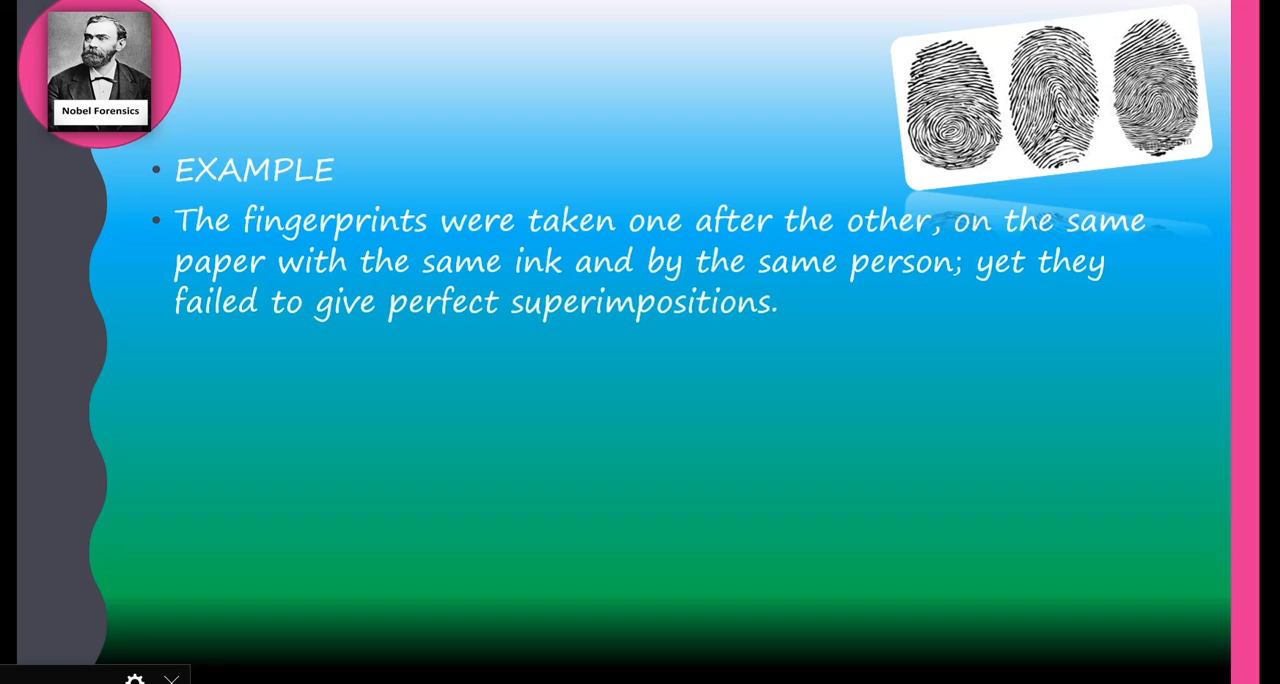 Nobel Forensics
• EXAMPLE
• The fingerprints were taken one after the other, on the same
paper with the same ink and by the same person; yet they
failed to give perfect superimpositions.